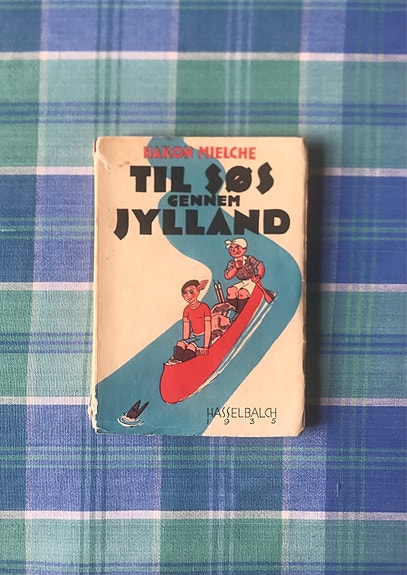 HAKON MIELCHE
TIL SØS
GENNEM
JYLLAND
HASSELBALCH
1935